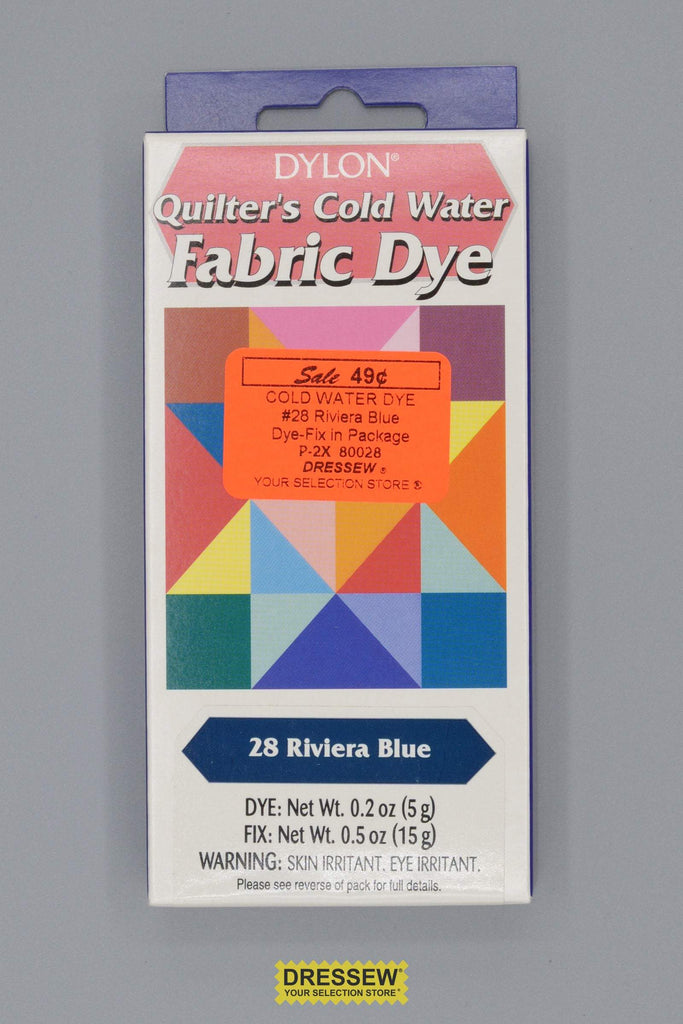 DYLON®
Quilter's Cold Water
Fabric Dye
Sale 49¢
COLD WATER DYE
#28 Riviera Blue
Dye-Fix in Package
P-2X 80028
DRESSEW®
YOUR SELECTION STORE®
28 Riviera Blue
DYE: Net Wt. 0.2 oz (5 g)
FIX: Net Wt. 0.5 oz (15 g)
WARNING: SKIN IRRITANT. EYE IRRITANT.
Please see reverse of pack for full details.
DRESSEW®
YOUR SELECTION STORE®